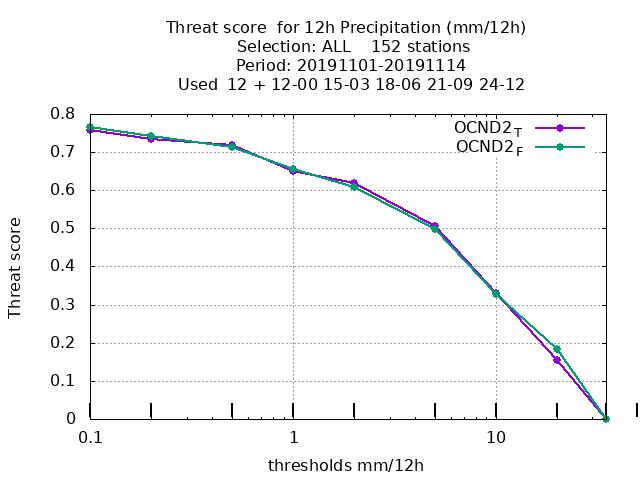 Threat score  for 12h Precipitation (mm/12h)
Selection: ALL    152 stations
Period: 20191101-20191114
Used  12 + 12-00 15-03 18-06 21-09 24-12
OCND2T
OCND2F
0.8
0.7
0.6
0.5
0.4
0.3
0.2
0.1
0
Threat score
0.1 1 10
thresholds mm/12h